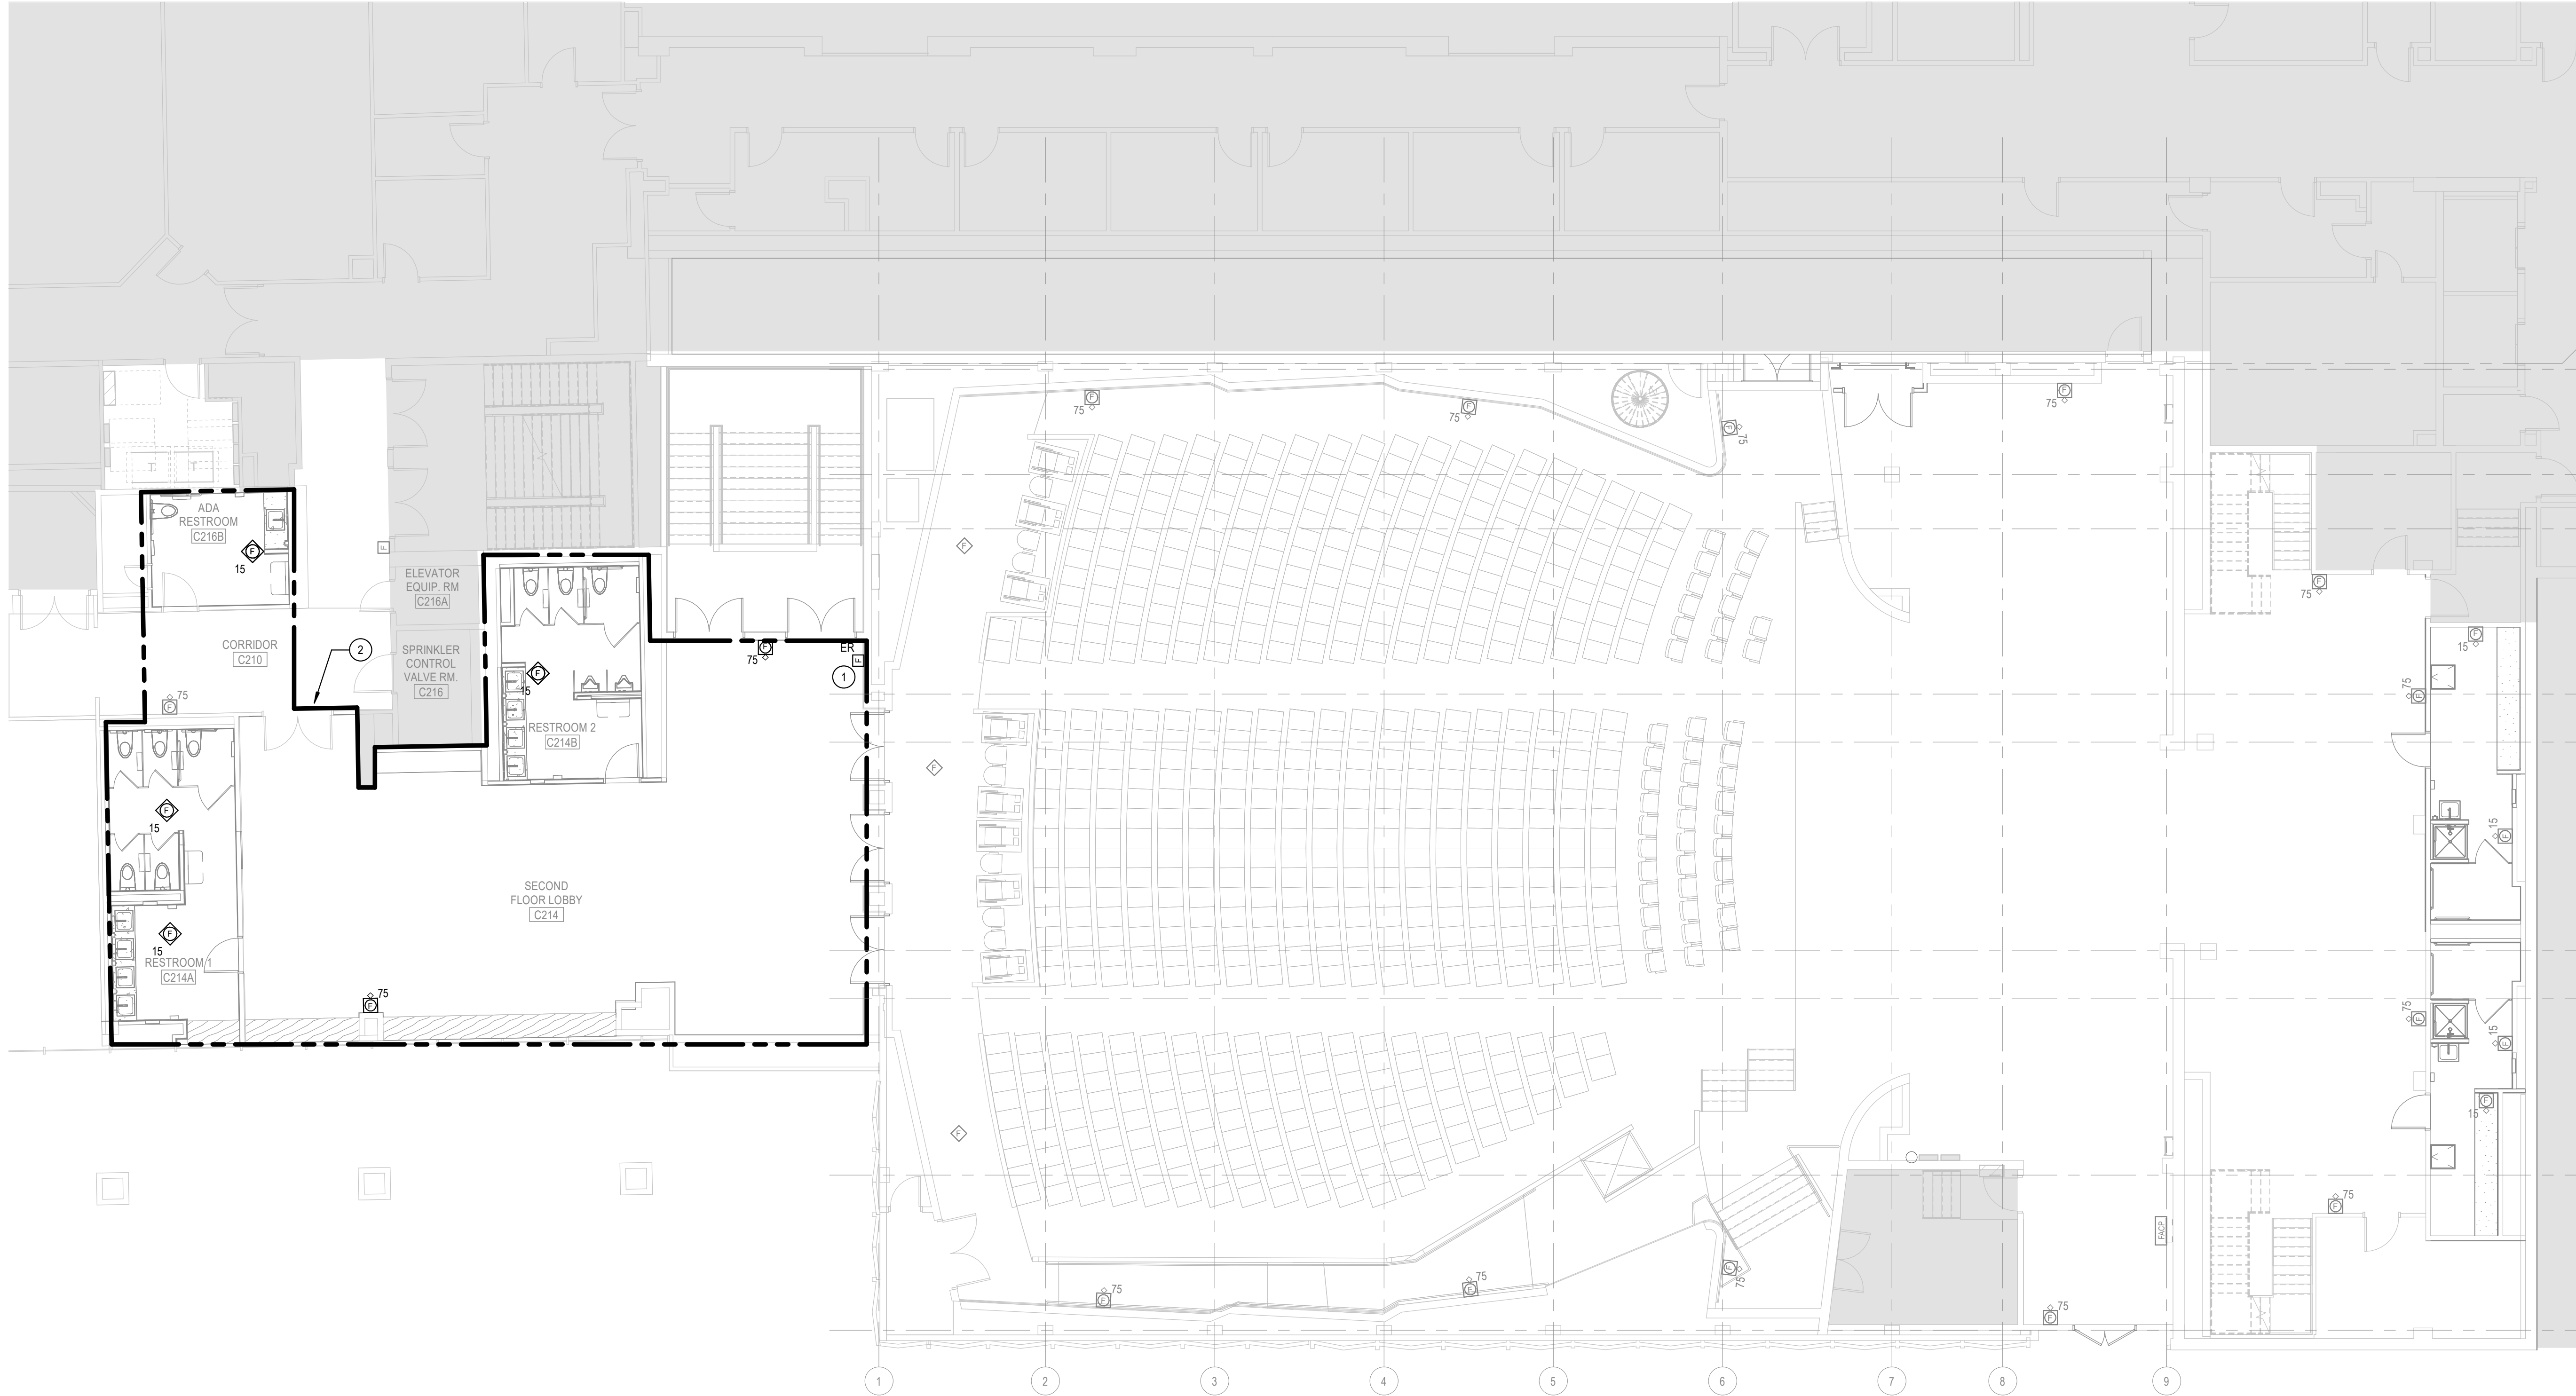 F
75
F
75
F
75
F
75
ADA
RESTROOM
C216B
F
15
F
F
ELEVATOR
EQUIP. RM
C216A
F
75
CORRIDOR
C210
2
SPRINKLER
CONTROL
VALVE RM.
C216
F
75
ER
F
1
F
15
F
15
F
75
F
75
RESTROOM 2
C214B
F
F
15
F
15
SECOND
FLOOR LOBBY
C214
F
15
RESTROOM 1
C214A
F
75
F
75
F
15
F
15
F
F
75
FACP
F
75
F
75
F
75
F
75
1
2
3
4
5
6
7
8
9